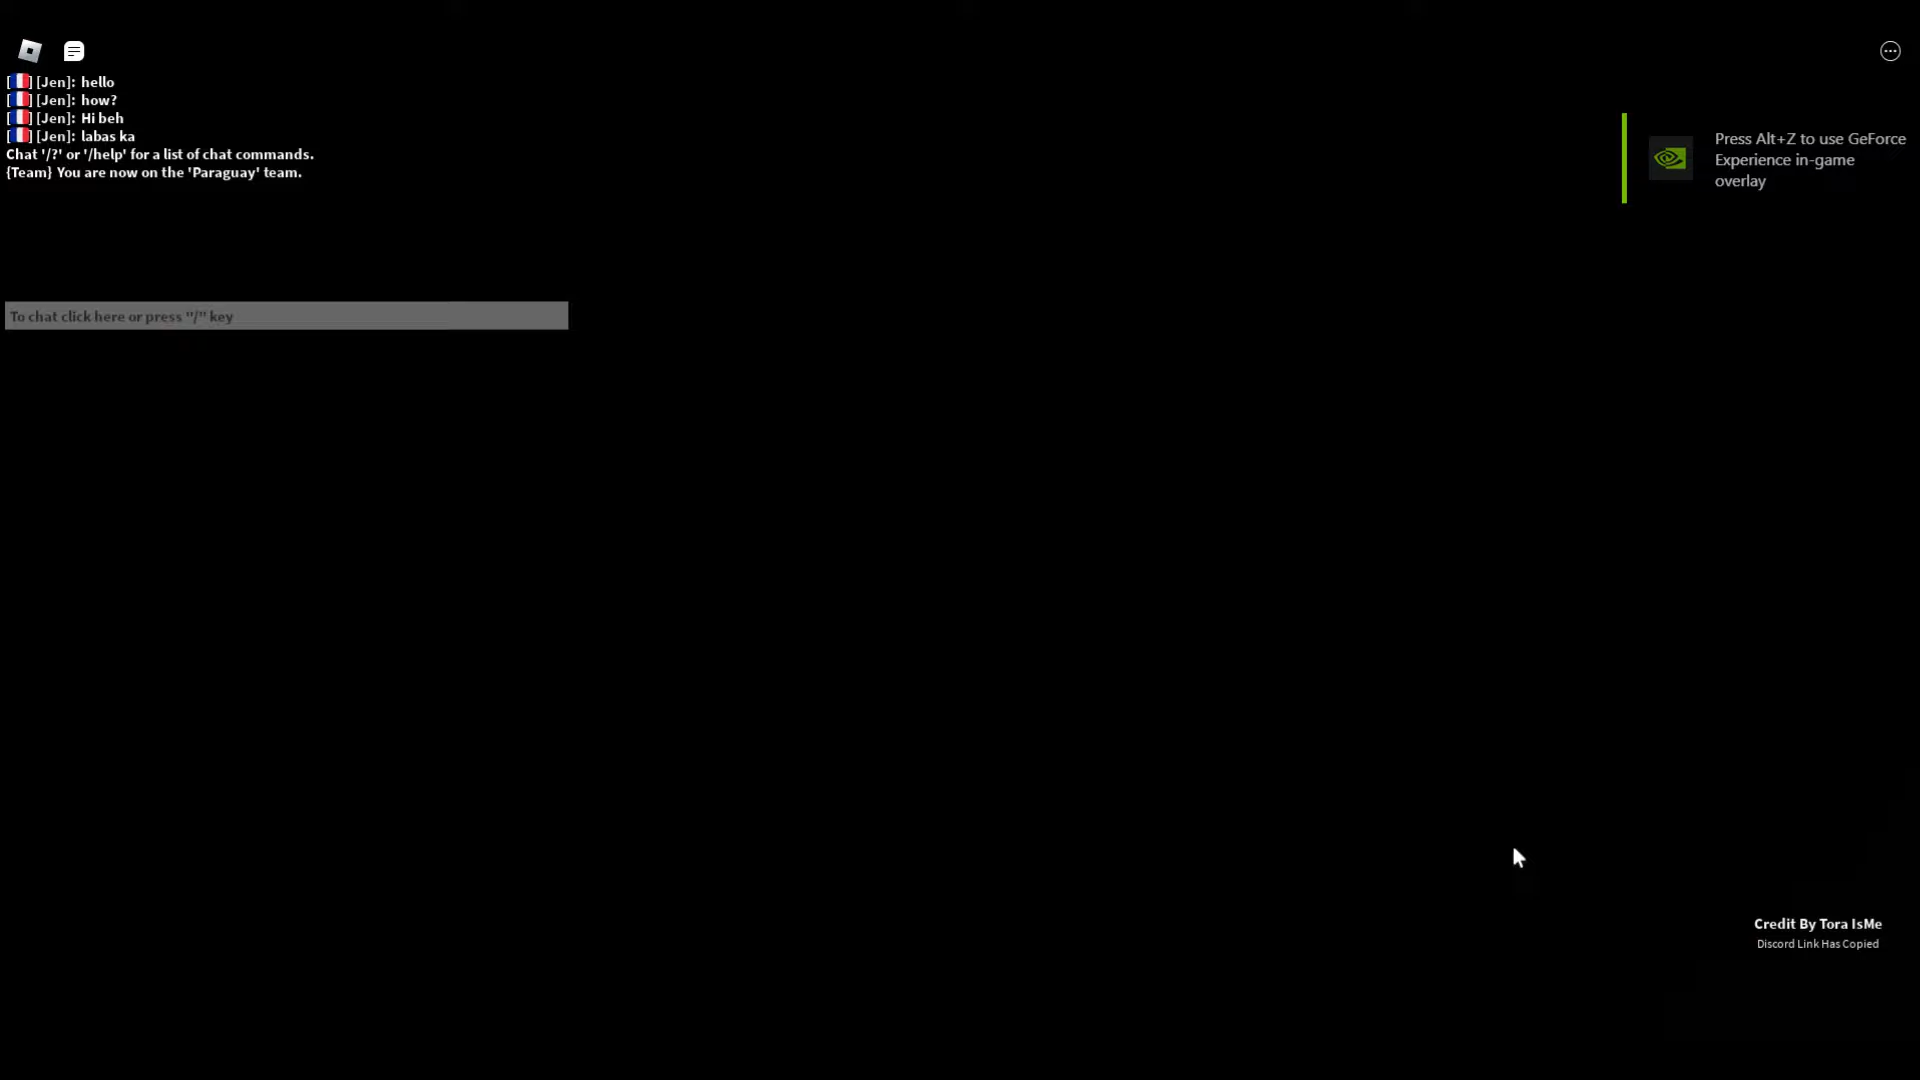 [🇫🇷] [Jen]: hello
[🇫🇷] [Jen]: how?
[🇫🇷] [Jen]: Hi beh
[🇫🇷] [Jen]: labas ka
Chat '/?' or '/help' for a list of chat commands.
{Team} You are now on the 'Paraguay' team.
To chat click here or press "/" key
Press Alt+Z to use GeForce
Experience in-game
overlay
Credit By Tora IsMe
Discord Link Has Copied